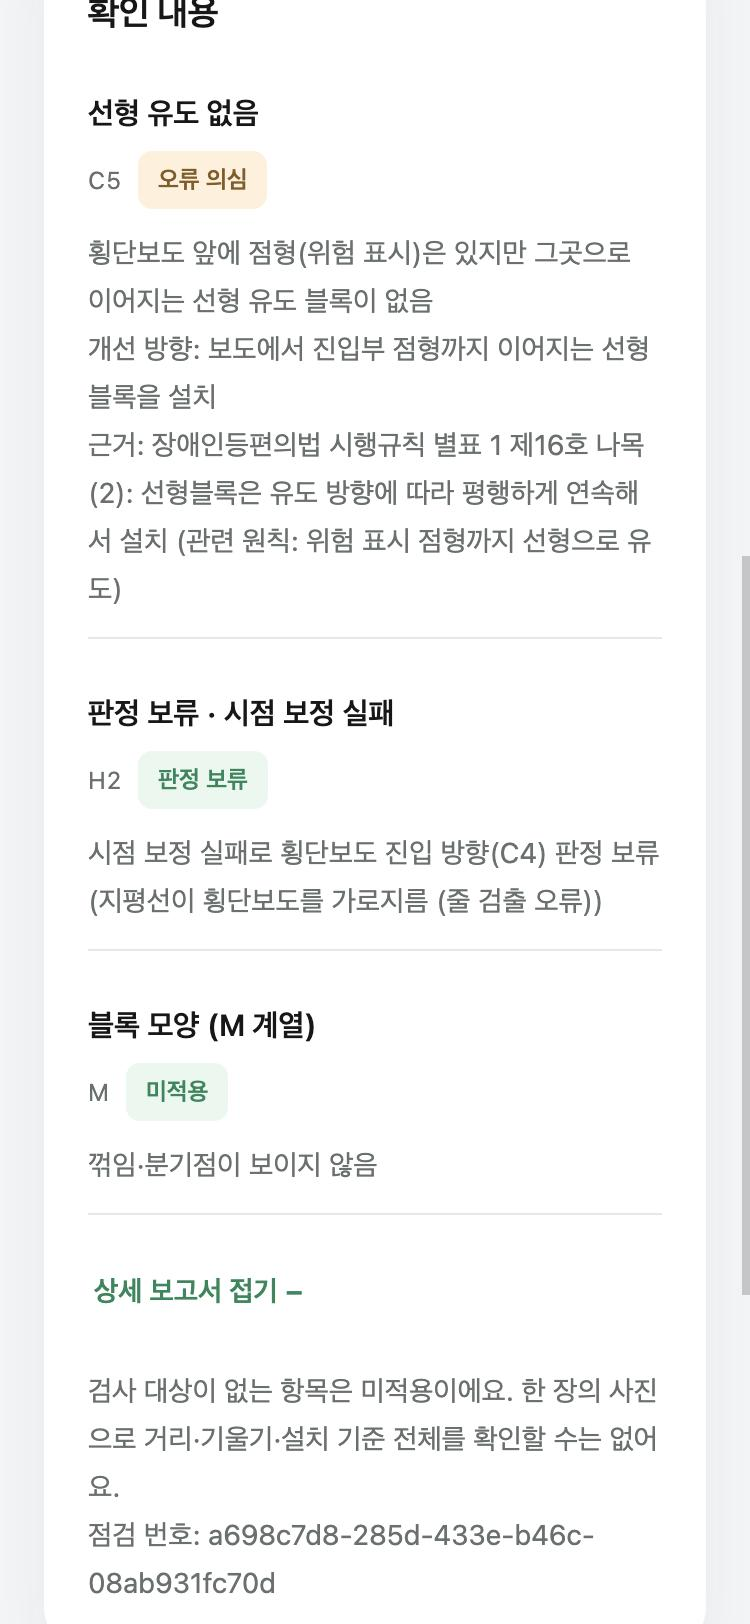 확인 내용
선형 유도 없음
C5 오류 의심
횡단보도 앞에 점형(위험 표시)은 있지만 그곳으로
이어지는 선형 유도 블록이 없음
개선 방향: 보도에서 진입부 점형까지 이어지는 선형
블록을 설치
근거: 장애인등편의법 시행규칙 별표 1 제16호 나목
(2): 선형블록은 유도 방향에 따라 평행하게 연속해
서 설치 (관련 원칙: 위험 표시 점형까지 선형으로 유
도)
판정 보류 · 시점 보정 실패
H2 판정 보류
시점 보정 실패로 횡단보도 진입 방향(C4) 판정 보류
(지평선이 횡단보도를 가로지름 (줄 검출 오류))
블록 모양 (M 계열)
M 미적용
꺾임·분기점이 보이지 않음
상세 보고서 접기 –
검사 대상이 없는 항목은 미적용이에요. 한 장의 사진
으로 거리·기울기·설치 기준 전체를 확인할 수는 없어
요.
점검 번호: a698c7d8-285d-433e-b46c-
08ab931fc70d